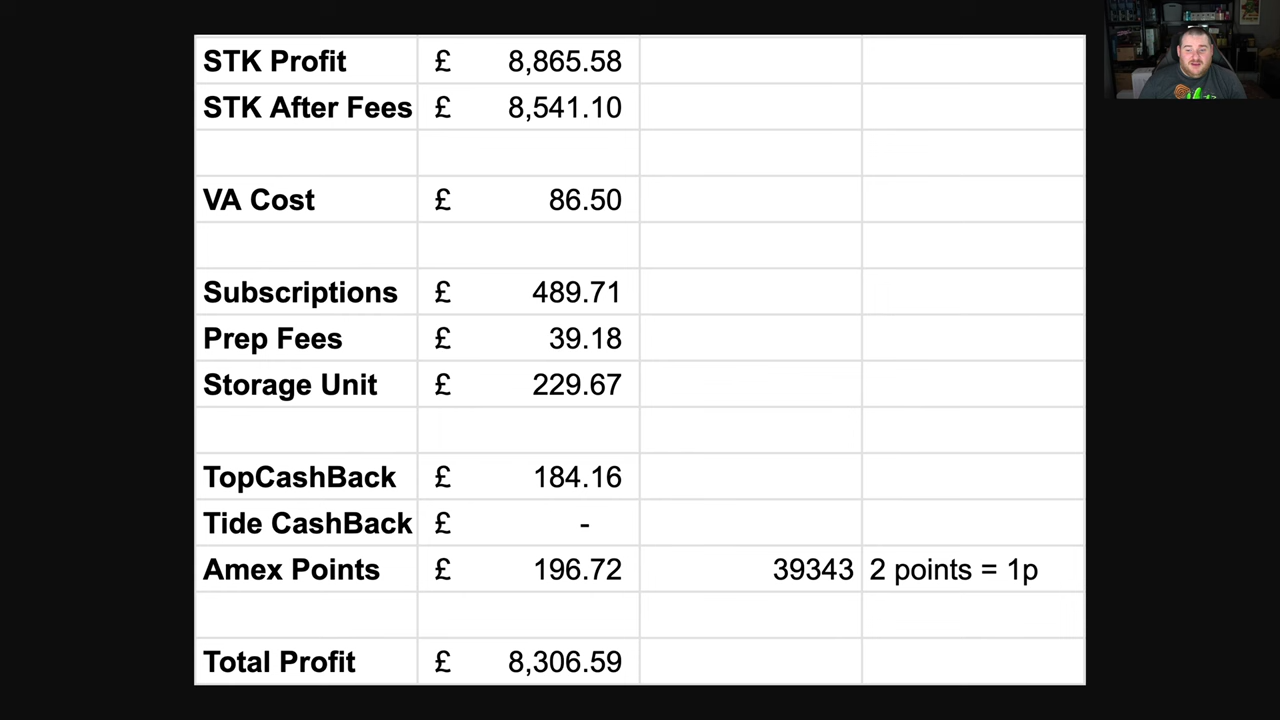 STK Profit £ 8,865.58
STK After Fees £ 8,541.10
VA Cost £ 86.50
Subscriptions £ 489.71
Prep Fees £ 39.18
Storage Unit £ 229.67
TopCashBack £ 184.16
Tide CashBack £ -
Amex Points £ 196.72 39343 2 points = 1p
Total Profit £ 8,306.59